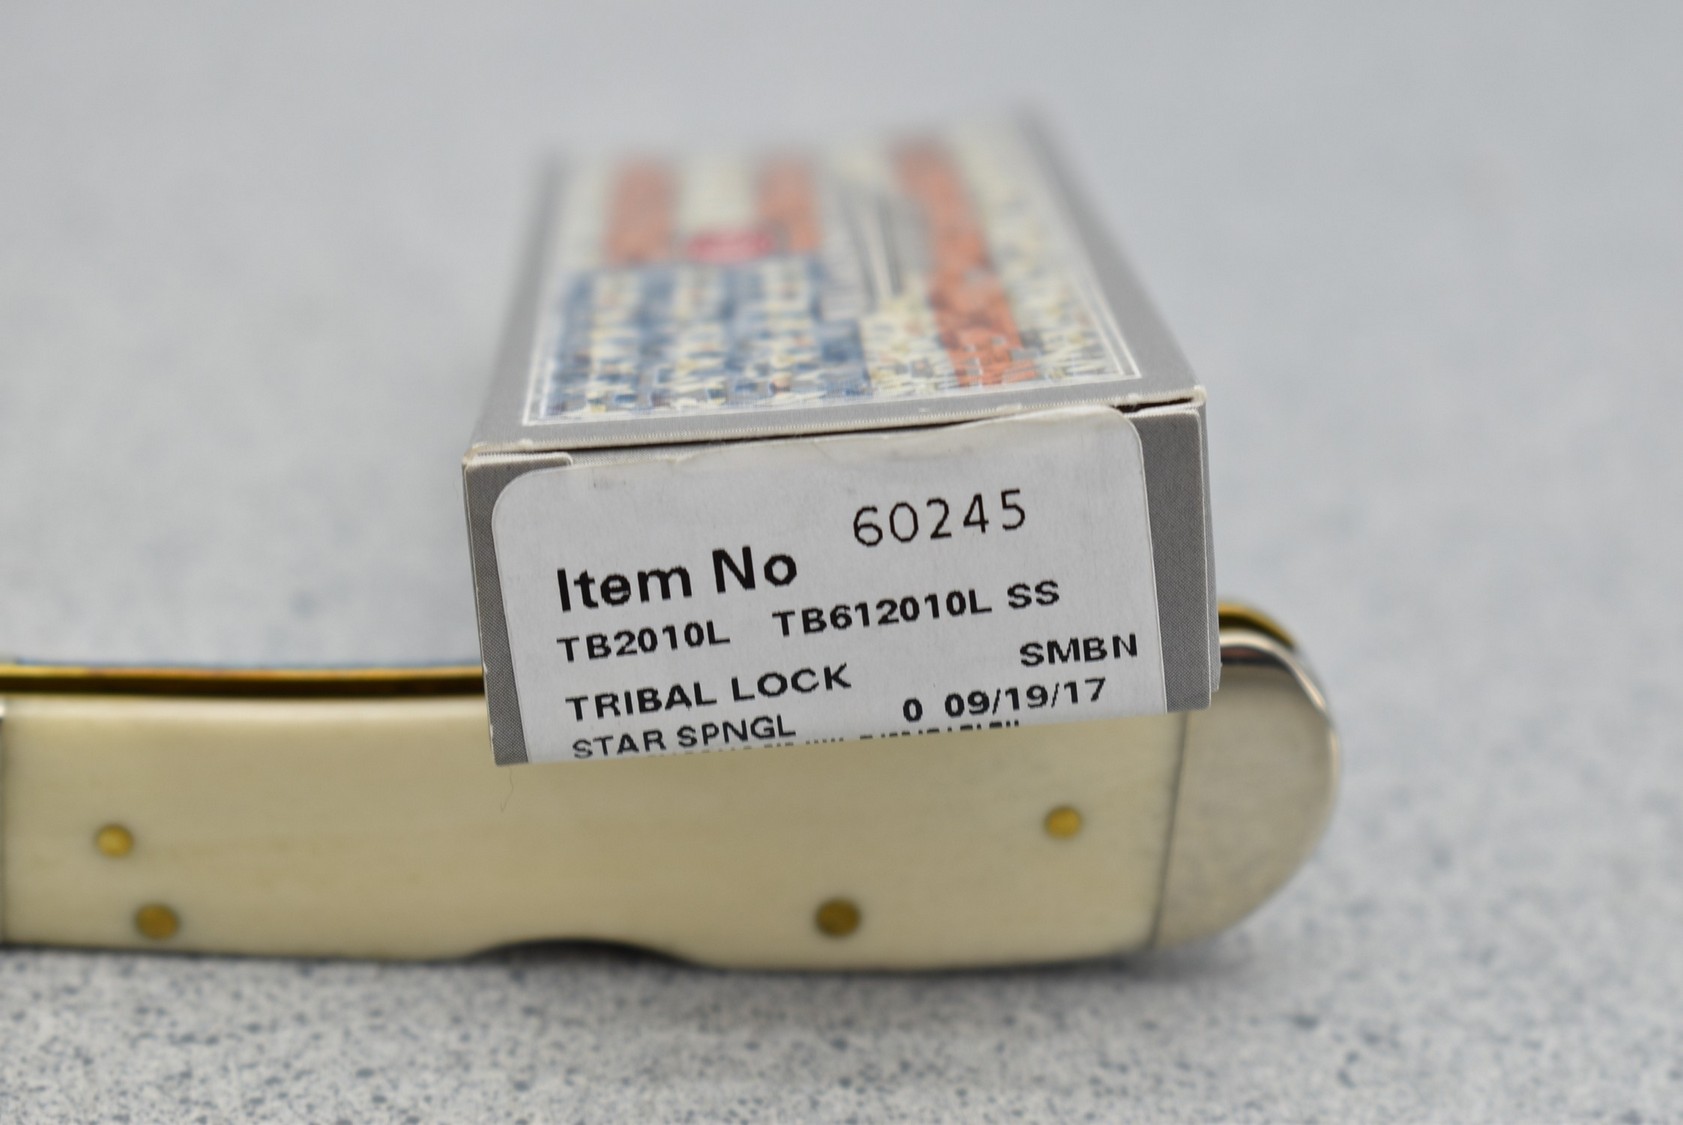 Item No 60245
TB2010L TB612010L SS
TRIBAL LOCK SMBN
STAR SPNGL 0 09/19/17